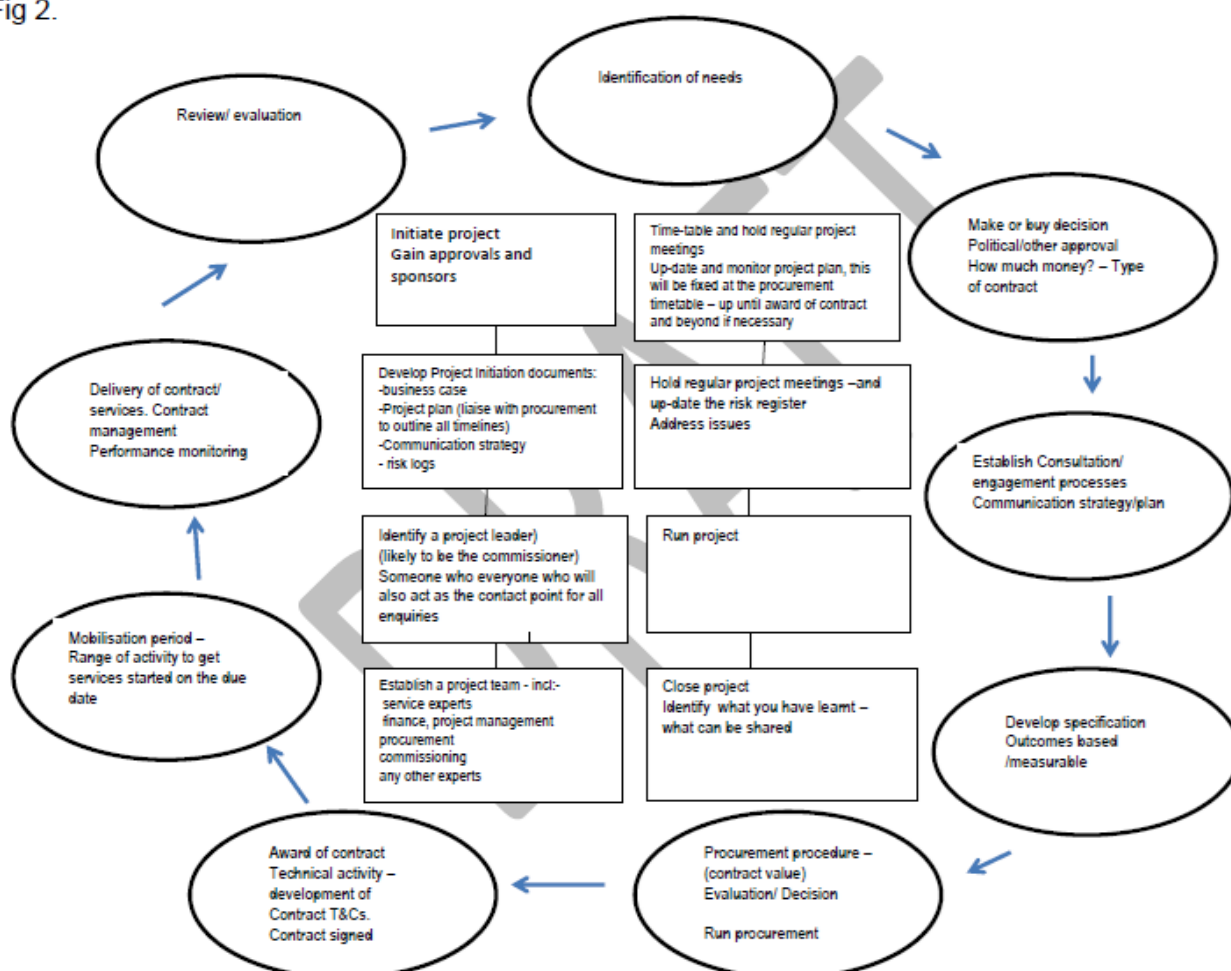 Fig 2.
Identification of needs
Review/ evaluation
Make or buy decision
Political/other approval
How much money? – Type
of contract
Initiate project
Gain approvals and
sponsors
Time-table and hold regular project
meetings
Up-date and monitor project plan, this
will be fixed at the procurement
timetable – up until award of contract
and beyond if necessary
Delivery of contract/
services. Contract
management
Performance monitoring
Develop Project Initiation documents:
-business case
-Project plan (liaise with procurement
to outline all timelines)
-Communication strategy
- risk logs
Hold regular project meetings –and
up-date the risk register
Address issues
Establish Consultation/
engagement processes
Communication strategy/plan
Identify a project leader)
(likely to be the commissioner)
Someone who everyone who will
also act as the contact point for all
enquiries
Run project
Mobilisation period –
Range of activity to get
services started on the due
date
Establish a project team - incl:-
service experts
finance, project management
procurement
commissioning
any other experts
Close project
Identify what you have learnt –
what can be shared
Develop specification
Outcomes based
/measurable
Award of contract
Technical activity –
development of
Contract T&Cs.
Contract signed
Procurement procedure –
(contract value)
Evaluation/ Decision
Run procurement
DRAFT